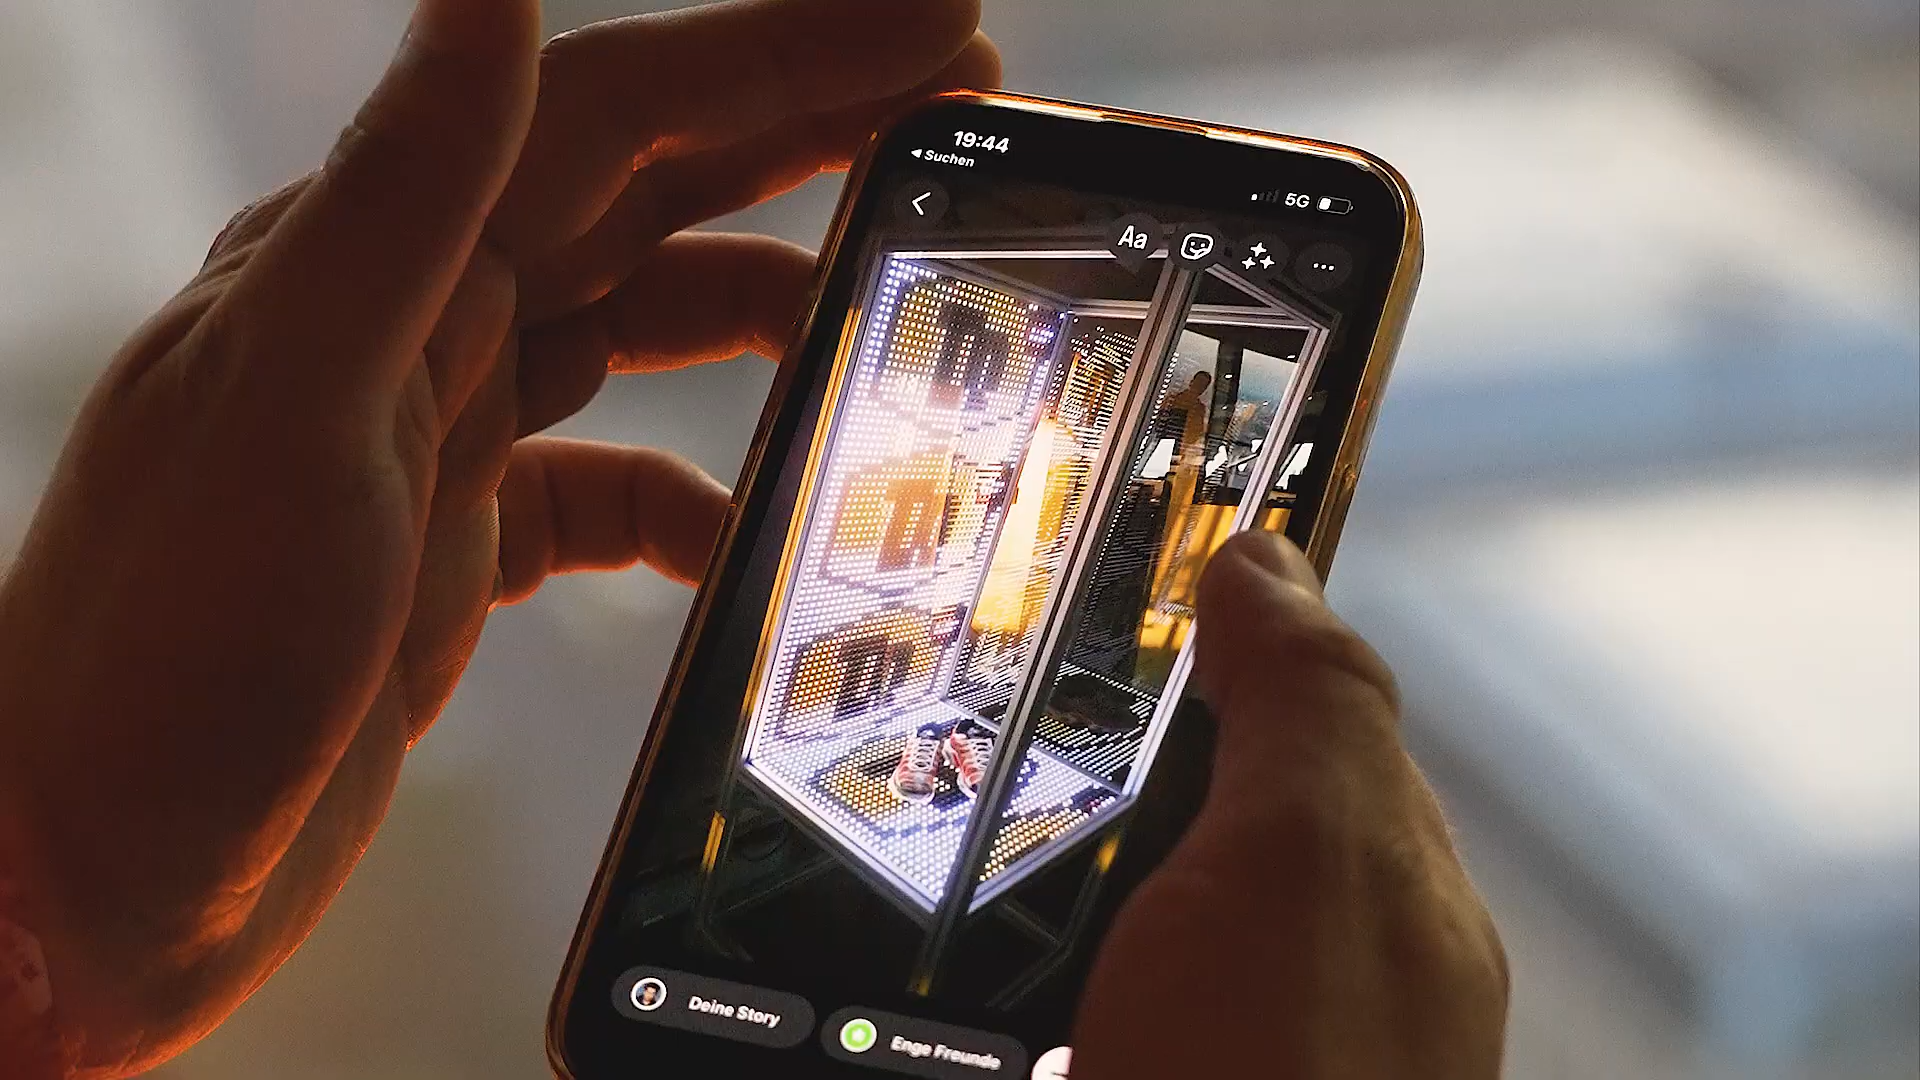 19:44
◀ Suchen
5G
Aa
Deine Story
Enge Freunde